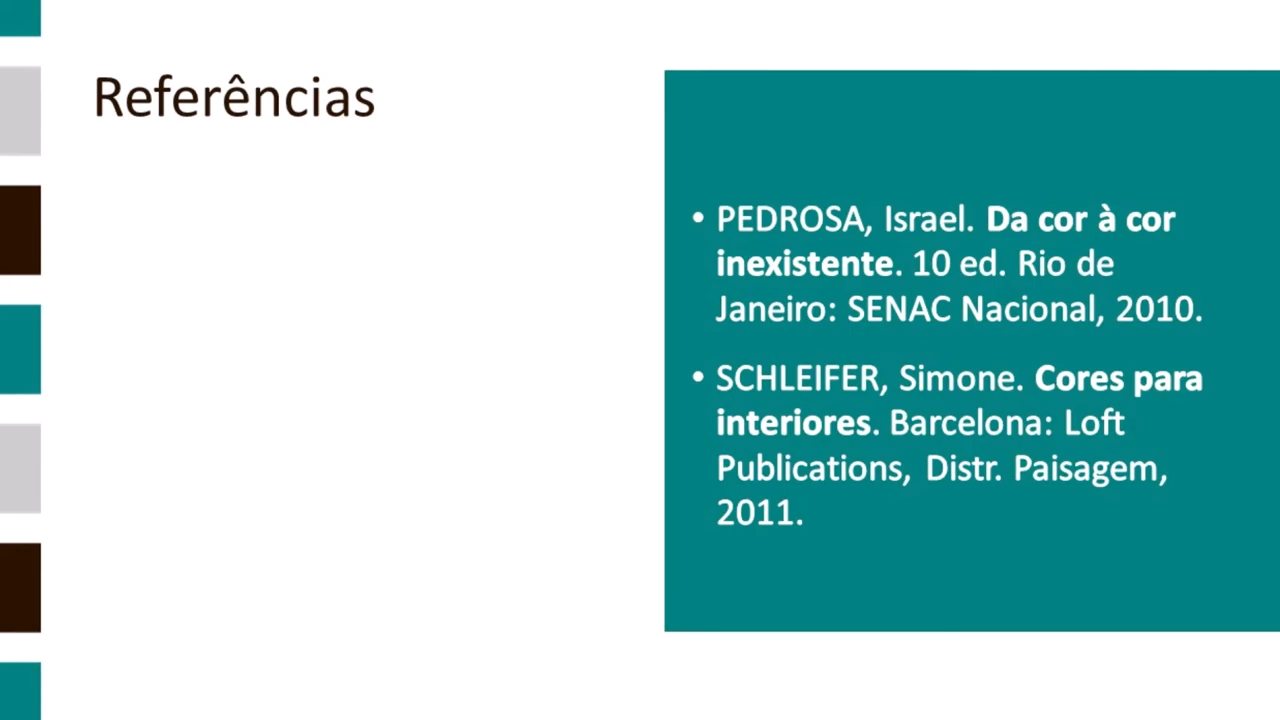 Referências
• PEDROSA, Israel. Da cor à cor
inexistente. 10 ed. Rio de
Janeiro: SENAC Nacional, 2010.
• SCHLEIFER, Simone. Cores para
interiores. Barcelona: Loft
Publications, Distr. Paisagem,
2011.